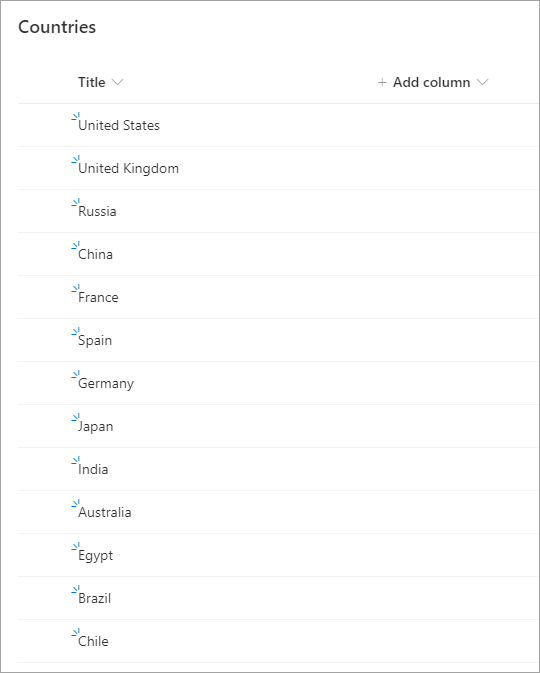 Countries
Title + Add column
United States
United Kingdom
Russia
China
France
Spain
Germany
Japan
India
Australia
Egypt
Brazil
Chile